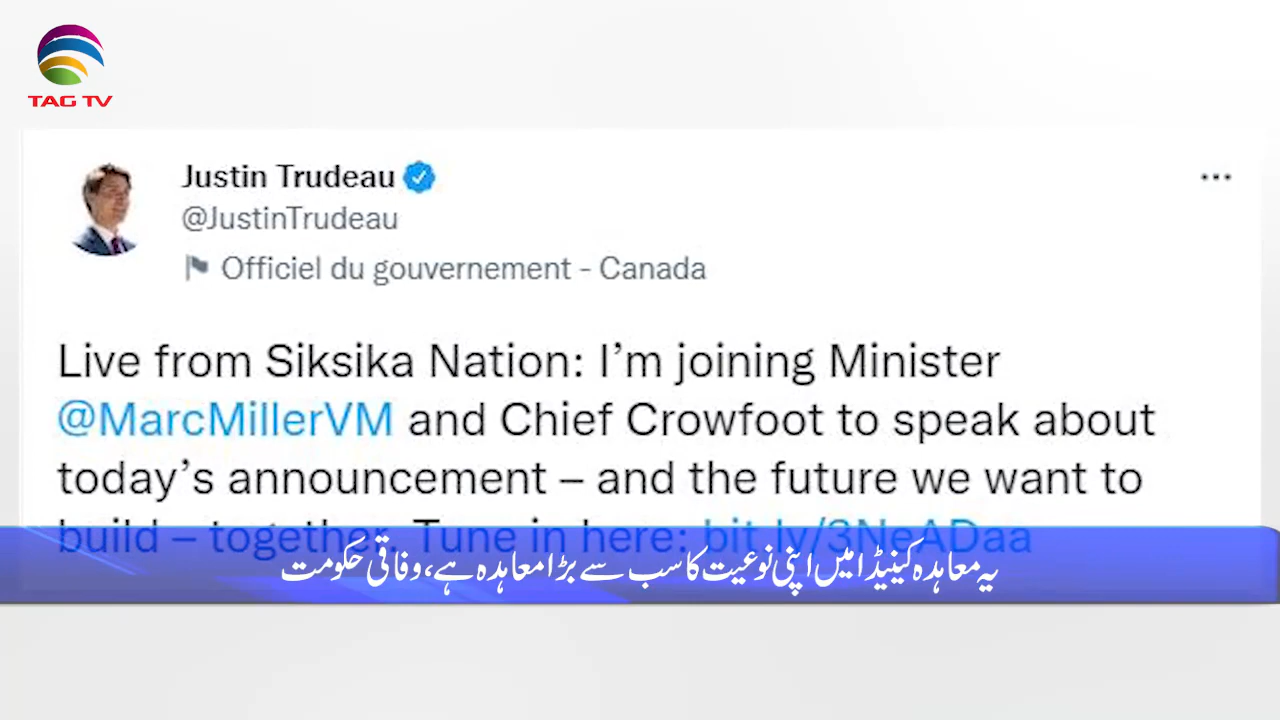 TAG TV
Justin Trudeau
@JustinTrudeau
Officiel du gouvernement - Canada
Live from Siksika Nation: I’m joining Minister
@MarcMillerVM and Chief Crowfoot to speak about
today’s announcement – and the future we want to
build – together. Tune in here: bit.ly/3NeADaa
یہ معاہدہ کینیڈا میں اپنی نوعیت کا سب سے بڑا معاہدہ ہے، وفاقی حکومت